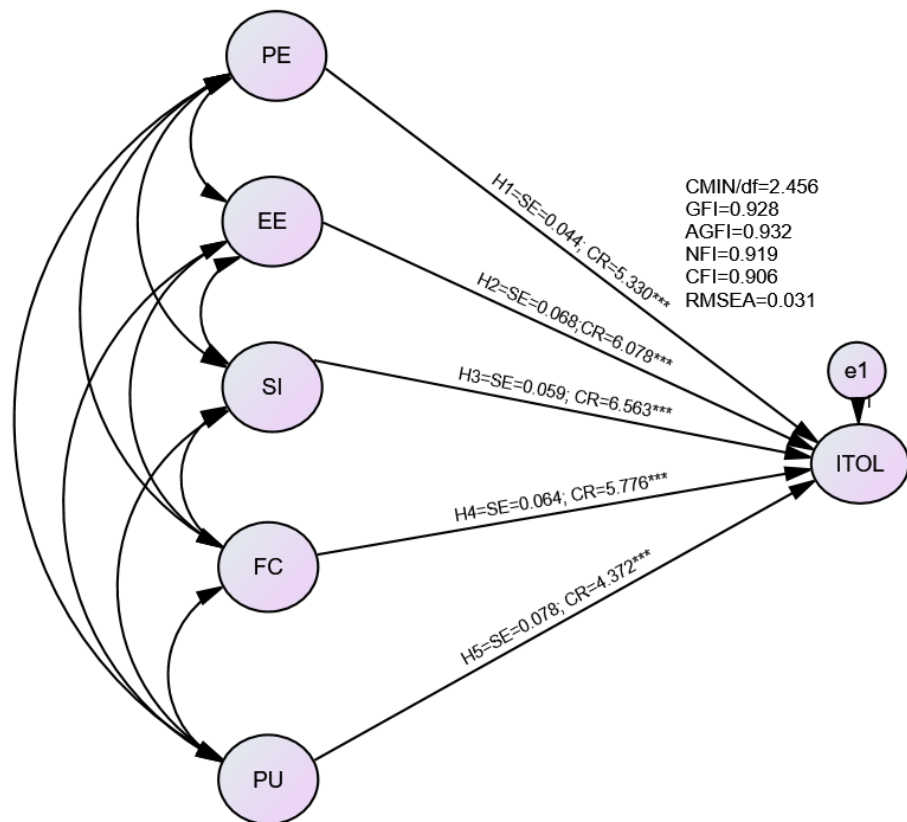 PE
EE
SI
FC
PU
H1=SE=0.044; CR=5.330***
H2=SE=0.068;CR=6.078***
H3=SE=0.059; CR=6.563***
H4=SE=0.064; CR=5.776***
H5=SE=0.078; CR=4.372***
CMIN/df=2.456
GFI=0.928
AGFI=0.932
NFI=0.919
CFI=0.906
RMSEA=0.031
e1
1
ITOL